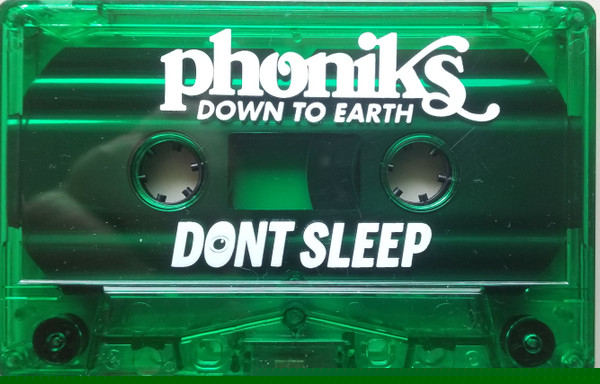 phoniks
DOWN TO EARTH
DONT SLEEP